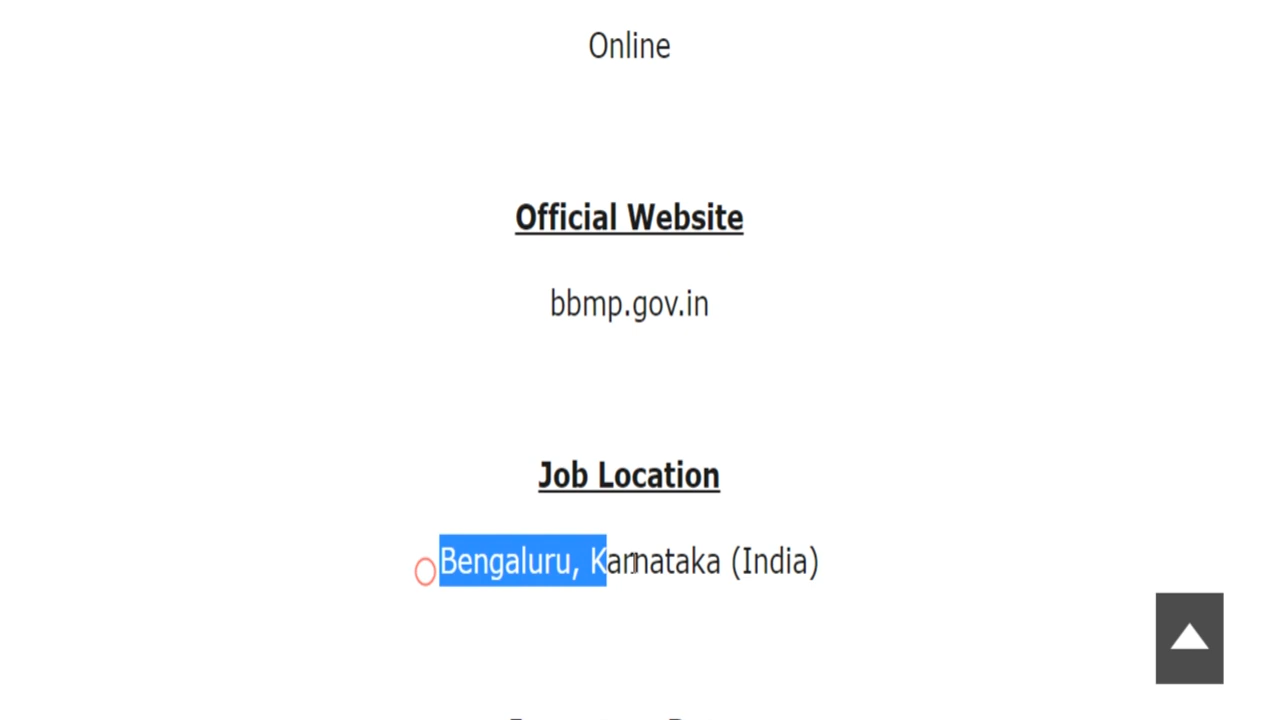 Online
Official Website
bbmp.gov.in
Job Location
Bengaluru, Karnataka (India)